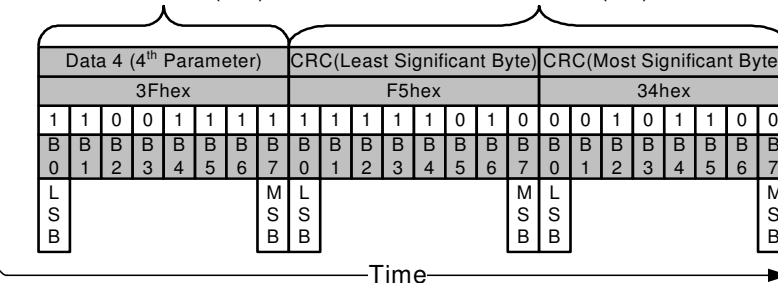 Data 4 (4th Parameter) CRC(Least Significant Byte) CRC(Most Significant Byte
3Fhex F5hex 34hex
1 1 0 0 1 1 1 1 1 1 1 1 1 0 1 0 0 0 1 0 1 1 0 0
B B B B B B B B B B B B B B B B B B B B B B B B
0 1 2 3 4 5 6 7 0 1 2 3 4 5 6 7 0 1 2 3 4 5 6 7
L M L M L M
S S S S S S
B B B B B B
Time